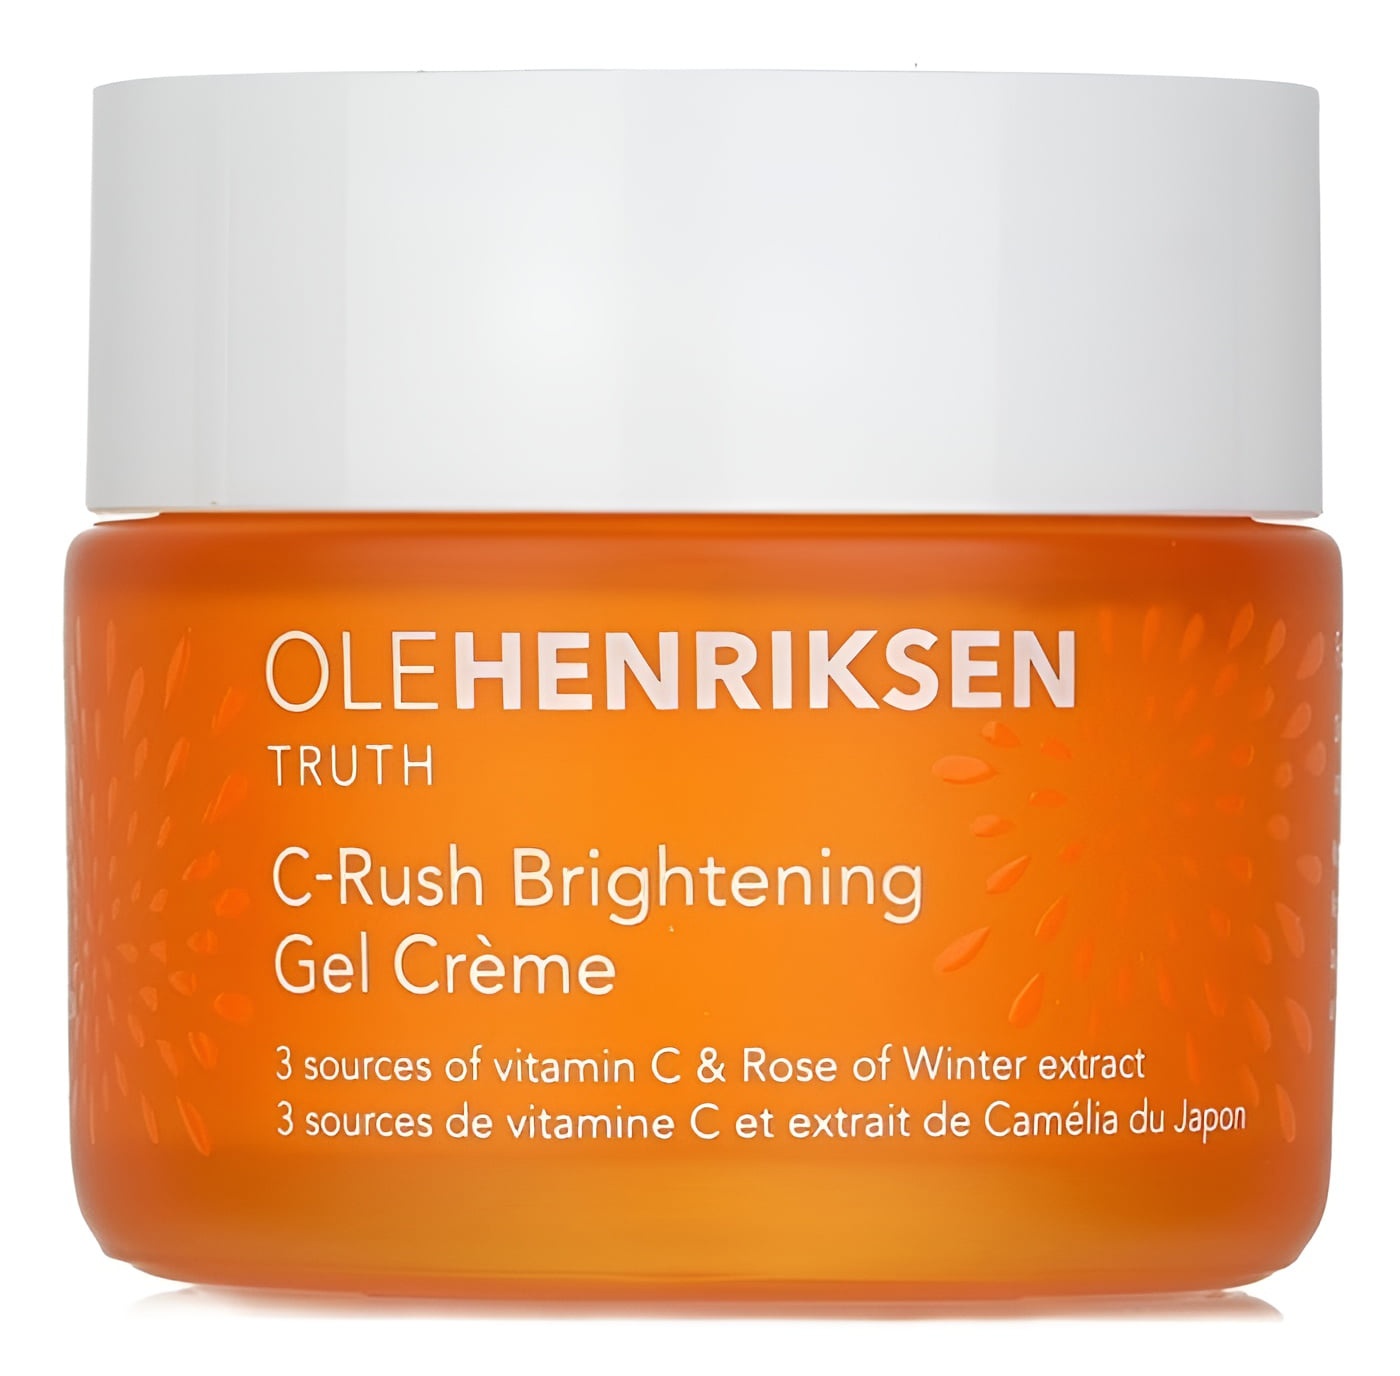 OLEHENRIKSEN
TRUTH
C-Rush Brightening
Gel Crème
3 sources of vitamin C & Rose of Winter extract
3 sources de vitamine C et extrait de Camélia du Japon